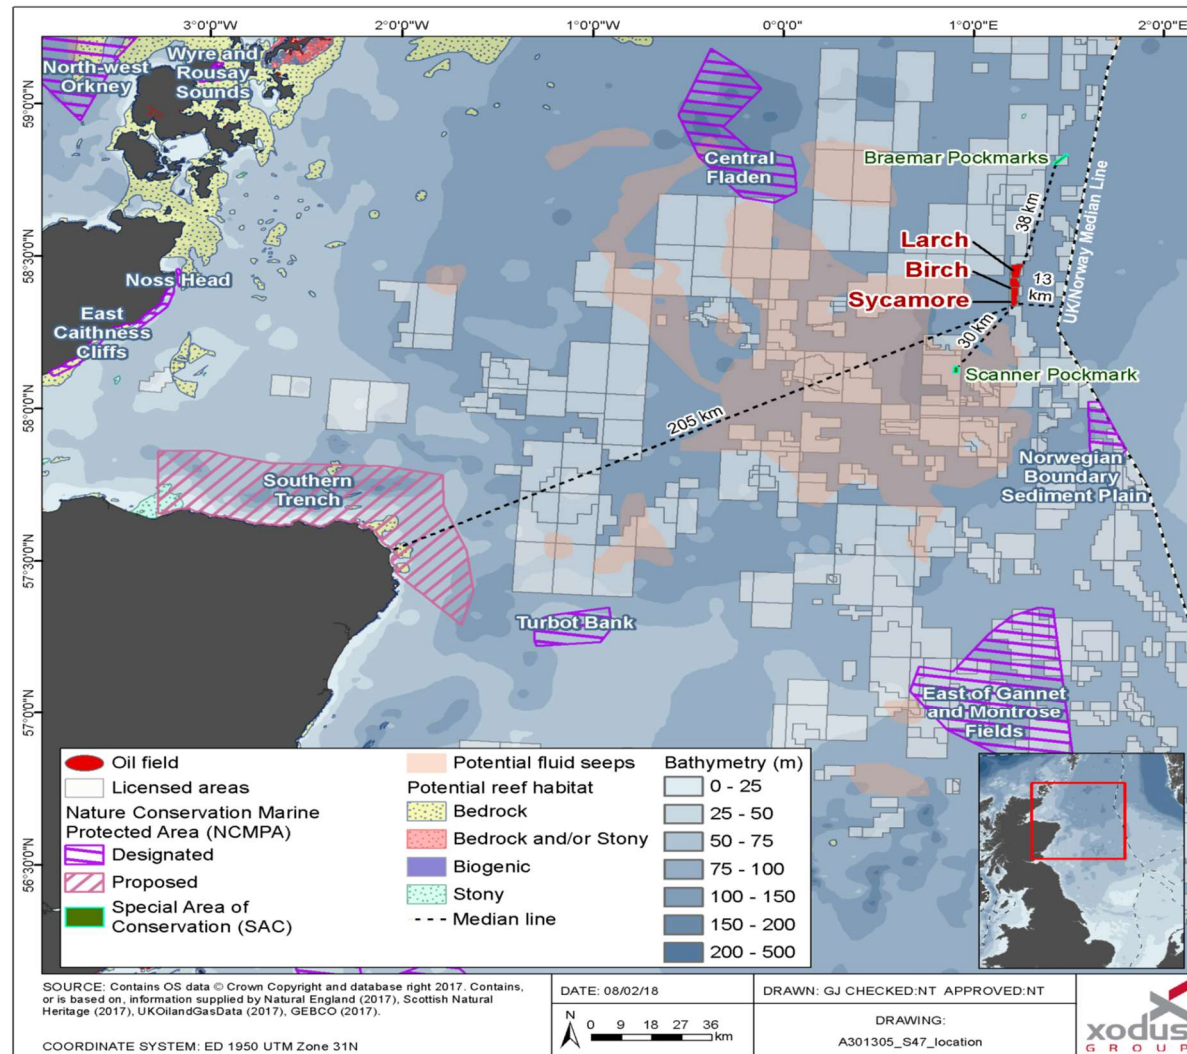 3°0'0"W
2°0'0"W
1°0'0"W
0°0'0"
1°0'0"E
2°0'0"E
59°0'0"N
58°30'0"N
58°0'0"N
57°30'0"N
57°0'0"N
56°30'0"N
North-west
Orkney
Wyre and
Rousay
Sounds
Central
Fladen
Braemar Pockmarks
UK/Norway Median Line
38 km
Larch
Birch
Sycamore
13
km
30 km
Scanner Pockmark
Noss Head
East
Caithness
Cliffs
205 km
Norwegian
Boundary
Sediment Plain
Southern
Trench
Turbot Bank
East of Gannet
and Montrose
Fields
Oil field
Licensed areas
Nature Conservation Marine
Protected Area (NCMPA)
Designated
Proposed
Special Area of
Conservation (SAC)
Potential fluid seeps
Potential reef habitat
Bedrock
Bedrock and/or Stony
Biogenic
Stony
Median line
Bathymetry (m)
0 - 25
25 - 50
50 - 75
75 - 100
100 - 150
150 - 200
200 - 500
SOURCE: Contains OS data © Crown Copyright and database right 2017. Contains,
or is based on, information supplied by Natural England (2017), Scottish Natural
Heritage (2017), UKOilandGasData (2017), GEBCO (2017).
COORDINATE SYSTEM: ED 1950 UTM Zone 31N
DATE: 08/02/18
N
0 9 18 27 36
km
DRAWN: GJ CHECKED:NT APPROVED:NT
DRAWING:
A301305_S47_location
xodus
GROUP